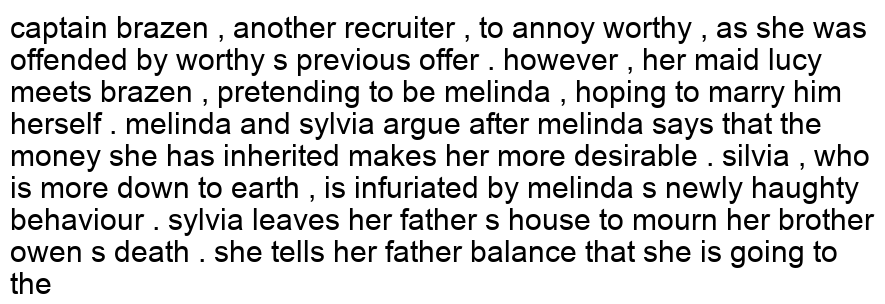 captain brazen , another recruiter , to annoy worthy , as she was
offended by worthy s previous offer . however , her maid lucy
meets brazen , pretending to be melinda , hoping to marry him
herself . melinda and sylvia argue after melinda says that the
money she has inherited makes her more desirable . silvia , who
is more down to earth , is infuriated by melinda s newly haughty
behaviour . sylvia leaves her father s house to mourn her brother
owen s death . she tells her father balance that she is going to
the